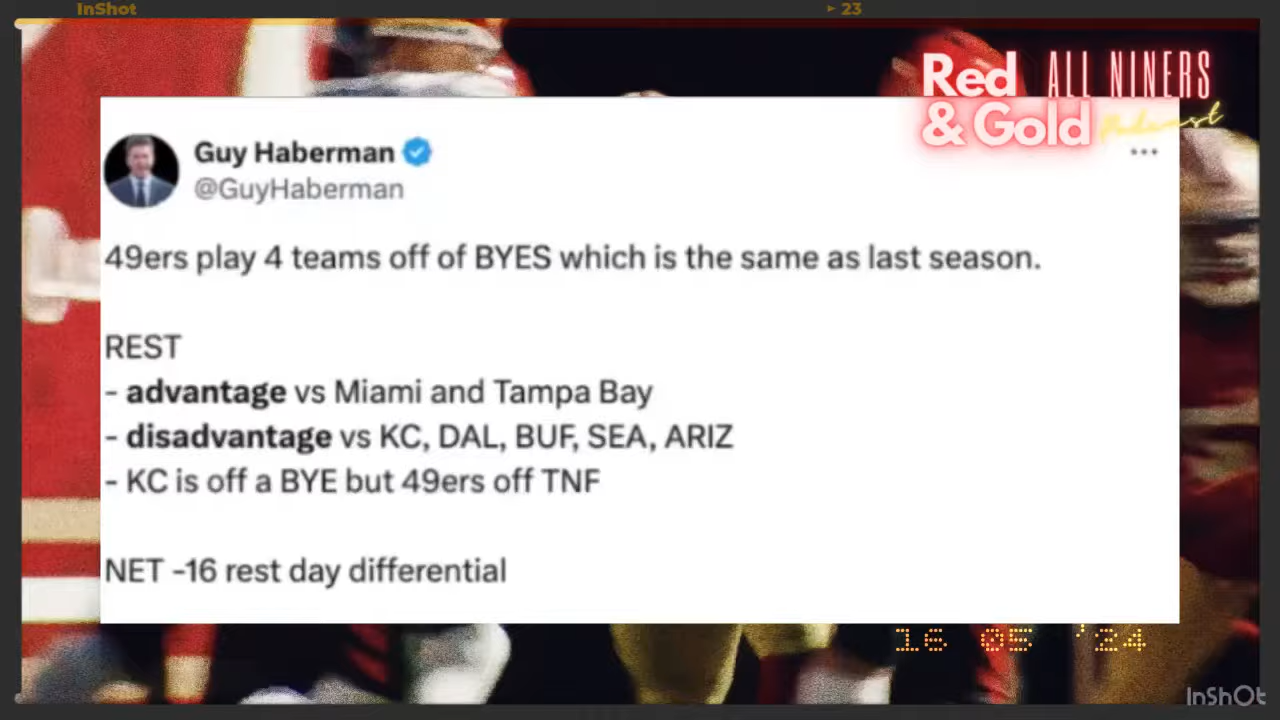 InShot
▸ 23
Red ALL NINERS
& Gold Podcast
Guy Haberman
@GuyHaberman
...
49ers play 4 teams off of BYES which is the same as last season.
REST
- advantage vs Miami and Tampa Bay
- disadvantage vs KC, DAL, BUF, SEA, ARIZ
- KC is off a BYE but 49ers off TNF
NET -16 rest day differential
16 05 '24
InShOt